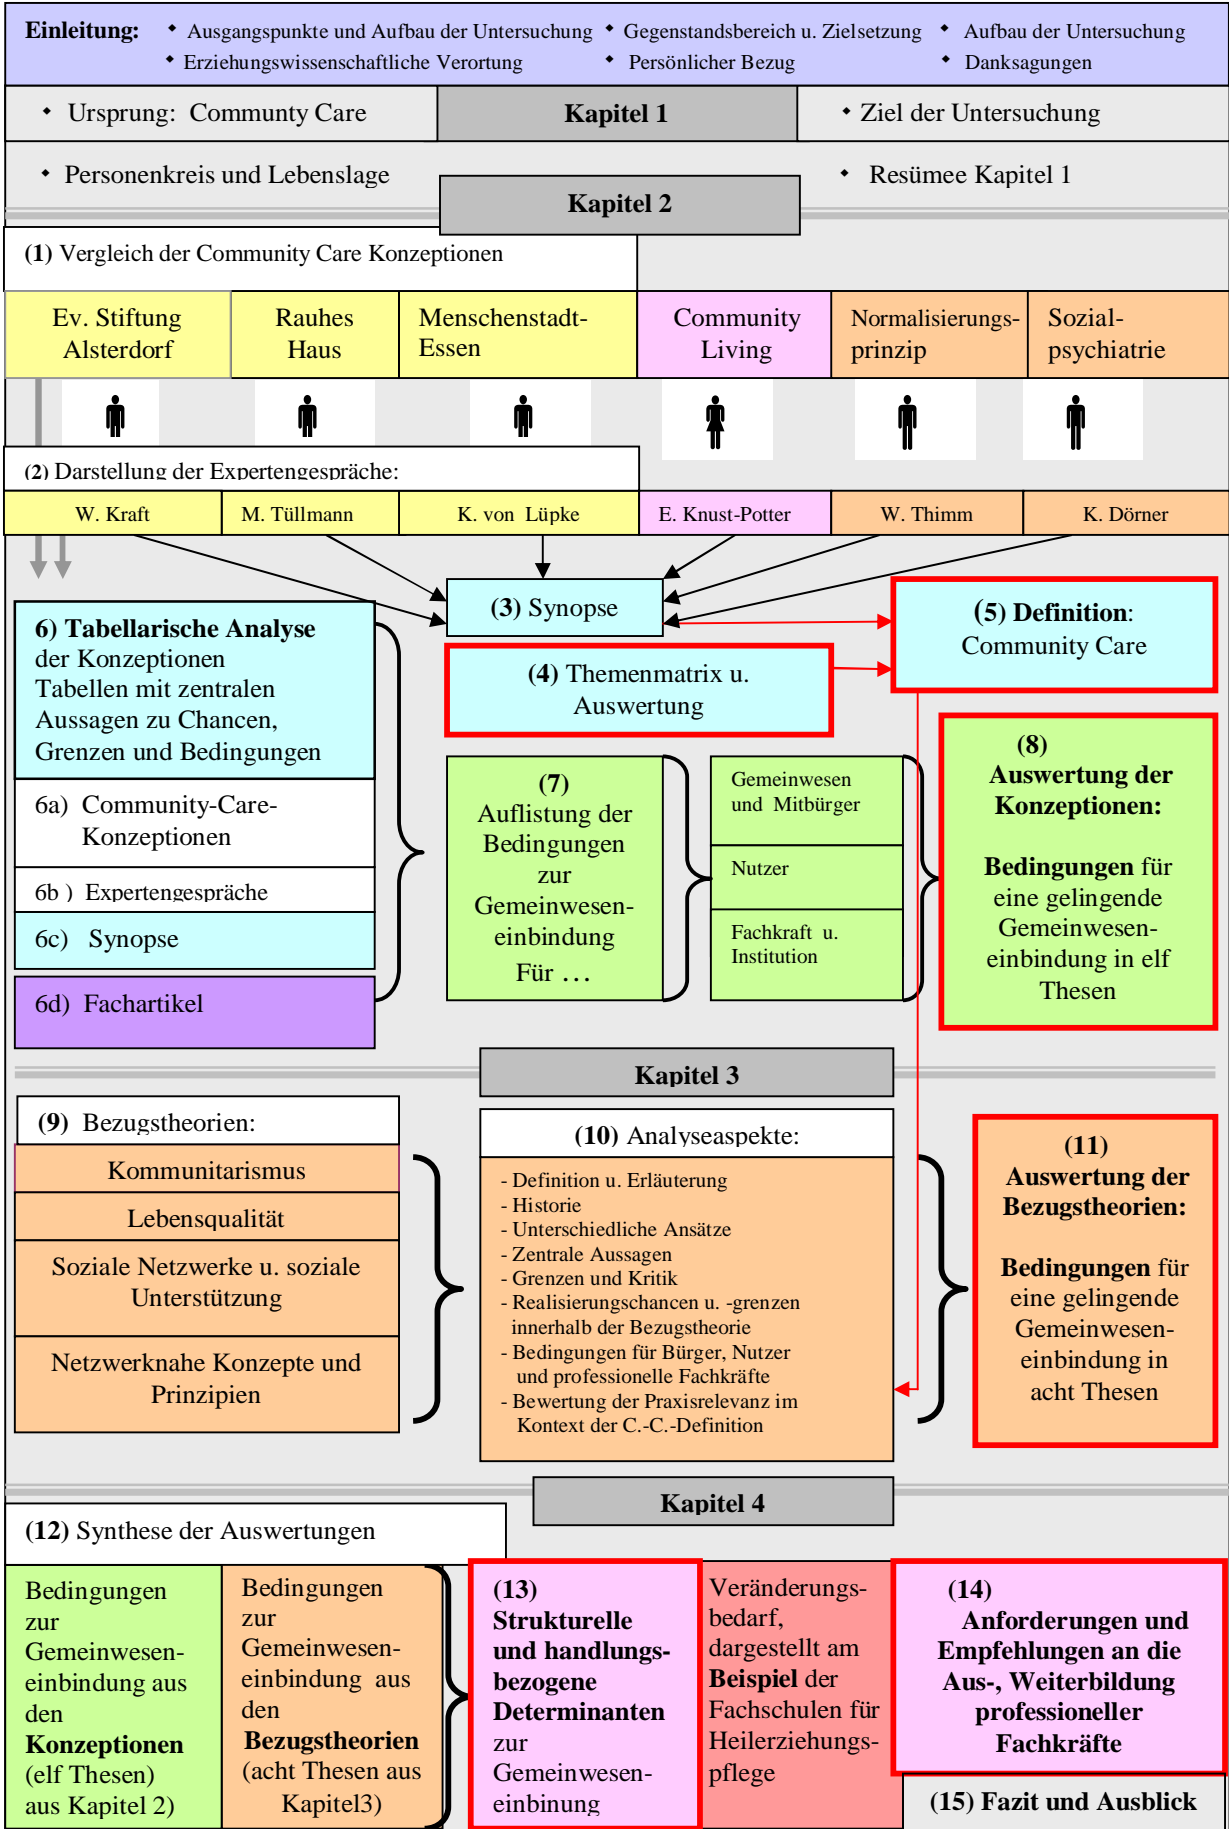 Einleitung: ◆ Ausgangspunkte und Aufbau der Untersuchung ◆ Gegenstandsbereich u. Zielsetzung ◆ Aufbau der Untersuchung
◆ Erziehungswissenschaftliche Verortung ◆ Persönlicher Bezug ◆ Danksagungen
◆ Ursprung: Communty Care
Kapitel 1
◆ Ziel der Untersuchung
◆ Personenkreis und Lebenslage
◆ Resümee Kapitel 1
Kapitel 2
(1) Vergleich der Community Care Konzeptionen
Ev. Stiftung
Alsterdorf
Rauhes
Haus
Menschenstadt-
Essen
Community
Living
Normalisierungs-
prinzip
Sozial-
psychiatrie
(2) Darstellung der Expertengespräche:
W. Kraft
M. Tüllmann
K. von Lüpke
E. Knust-Potter
W. Thimm
K. Dörner
(3) Synopse
(4) Themenmatrix u.
Auswertung
(5) Definition:
Community Care
6) Tabellarische Analyse
der Konzeptionen
Tabellen mit zentralen
Aussagen zu Chancen,
Grenzen und Bedingungen
6a) Community-Care-
Konzeptionen
6b ) Expertengespräche
6c) Synopse
6d) Fachartikel
(7)
Auflistung der
Bedingungen
zur
Gemeinwesen-
einbindung
Für …
Gemeinwesen
und Mitbürger
Nutzer
Fachkraft u.
Institution
(8)
Auswertung der
Konzeptionen:
Bedingungen für
eine gelingende
Gemeinwesen-
einbindung in elf
Thesen
Kapitel 3
(9) Bezugstheorien:
Kommunitarismus
Lebensqualität
Soziale Netzwerke u. soziale
Unterstützung
Netzwerknahe Konzepte und
Prinzipien
(10) Analyseaspekte:
- Definition u. Erläuterung
- Historie
- Unterschiedliche Ansätze
- Zentrale Aussagen
- Grenzen und Kritik
- Realisierungschancen u. -grenzen
innerhalb der Bezugstheorie
- Bedingungen für Bürger, Nutzer
und professionelle Fachkräfte
- Bewertung der Praxisrelevanz im
Kontext der C.-C.-Definition
(11)
Auswertung der
Bezugstheorien:
Bedingungen für
eine gelingende
Gemeinwesen-
einbindung in
acht Thesen
Kapitel 4
(12) Synthese der Auswertungen
Bedingungen
zur
Gemeinwesen-
einbindung aus
den
Konzeptionen
(elf Thesen)
aus Kapitel 2)
Bedingungen
zur
Gemeinwesen-
einbindung aus
den
Bezugstheorien
(acht Thesen aus
Kapitel3)
(13)
Strukturelle
und handlungs-
bezogene
Determinanten
zur
Gemeinwesen-
einbinung
Veränderungs-
bedarf,
dargestellt am
Beispiel der
Fachschulen für
Heilerziehungs-
pflege
(14)
Anforderungen und
Empfehlungen an die
Aus-, Weiterbildung
professioneller
Fachkräfte
(15) Fazit und Ausblick